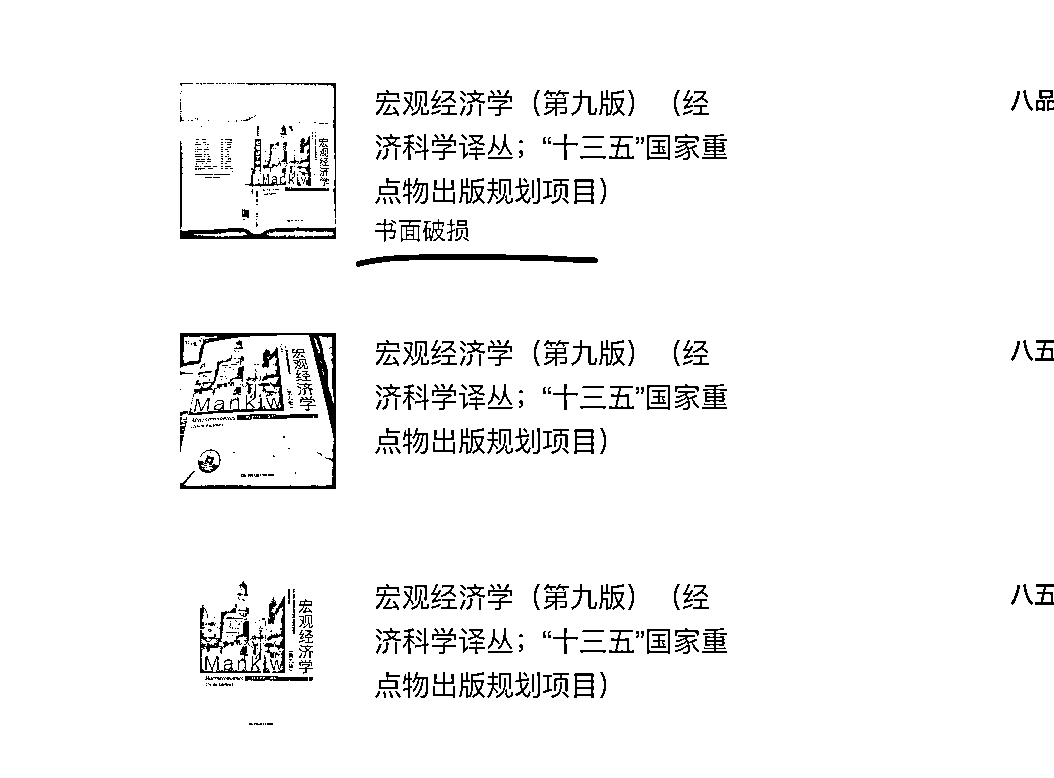 宏观经济学（第九版）（经
济科学译丛；“十三五”国家重
点物出版规划项目）
书面破损
八品
Mankiw
宏观经济学
宏观经济学（第九版）（经
济科学译丛；“十三五”国家重
点物出版规划项目）
八五
Mankiw
宏观经济学
宏观经济学（第九版）（经
济科学译丛；“十三五”国家重
点物出版规划项目）
八五
Mankiw
宏观经济学